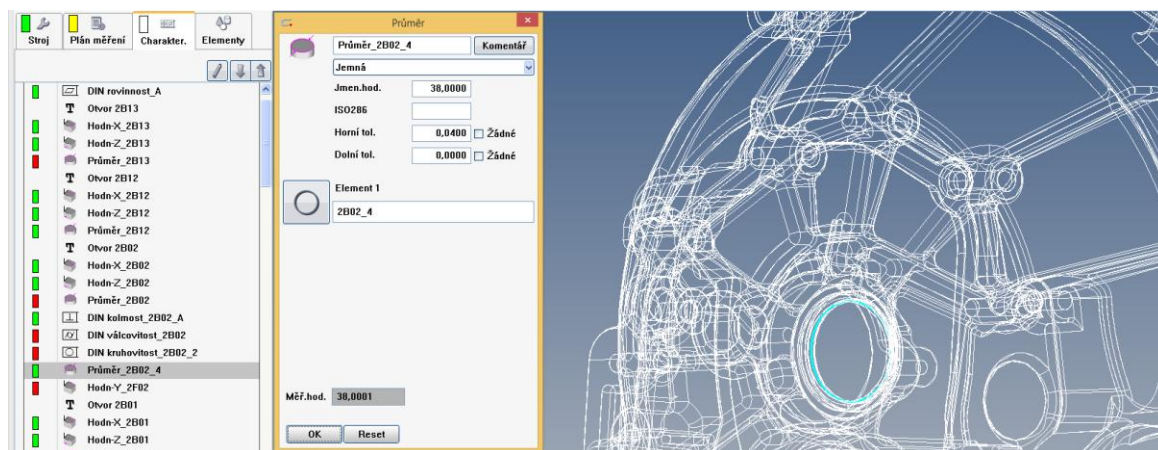 Stroj
Plán měření
Charakter.
Elementy
DIN rovinnost_A
T Otvor 2B13
Hodn-X_2B13
Hodn-Z_2B13
Průměr_2B13
T Otvor 2B12
Hodn-X_2B12
Hodn-Z_2B12
Průměr_2B12
T Otvor 2B02
Hodn-X_2B02
Hodn-Z_2B02
Průměr_2B02
DIN kolmost_2B02_A
DIN válcovitost_2B02
DIN kruhovitost_2B02_2
Průměr_2B02_4
Hodn-Y_2F02
T Otvor 2B01
Hodn-X_2B01
Hodn-Z_2B01
Průměr
Průměr_2B02_4 Komentář
Jemná
Jmen.hod. 38,0000
ISO286
Horní tol. 0,0400 Žádné
Dolní tol. 0,0000 Žádné
Element 1
2B02_4
Měř.hod. 38,0001
OK Reset